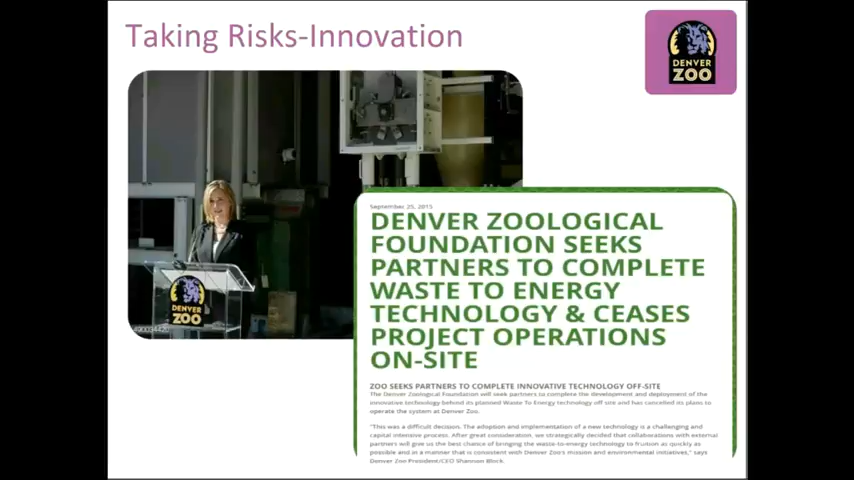 Taking Risks-Innovation
DENVER
ZOO
DENVER
ZOO
September 25, 2015
DENVER ZOOLOGICAL
FOUNDATION SEEKS
PARTNERS TO COMPLETE
WASTE TO ENERGY
TECHNOLOGY & CEASES
PROJECT OPERATIONS
ON-SITE
ZOO SEEKS PARTNERS TO COMPLETE INNOVATIVE TECHNOLOGY OFF-SITE
The Denver Zoological Foundation will seek partners to complete the development and deployment of the
innovative technology behind its planned Waste To Energy technology off site and has cancelled its plans to
operate the system at Denver Zoo.
"This was a difficult decision. The adoption and implementation of a new technology is a challenging and
capital intensive process. After great consideration, we strategically decided that collaborations with external
partners will give us the best chance of bringing the waste-to-energy technology to fruition as quickly as
possible and in a manner that is consistent with Denver Zoo's mission and environmental initiatives," says
Denver Zoo President/CEO Shannon Block.